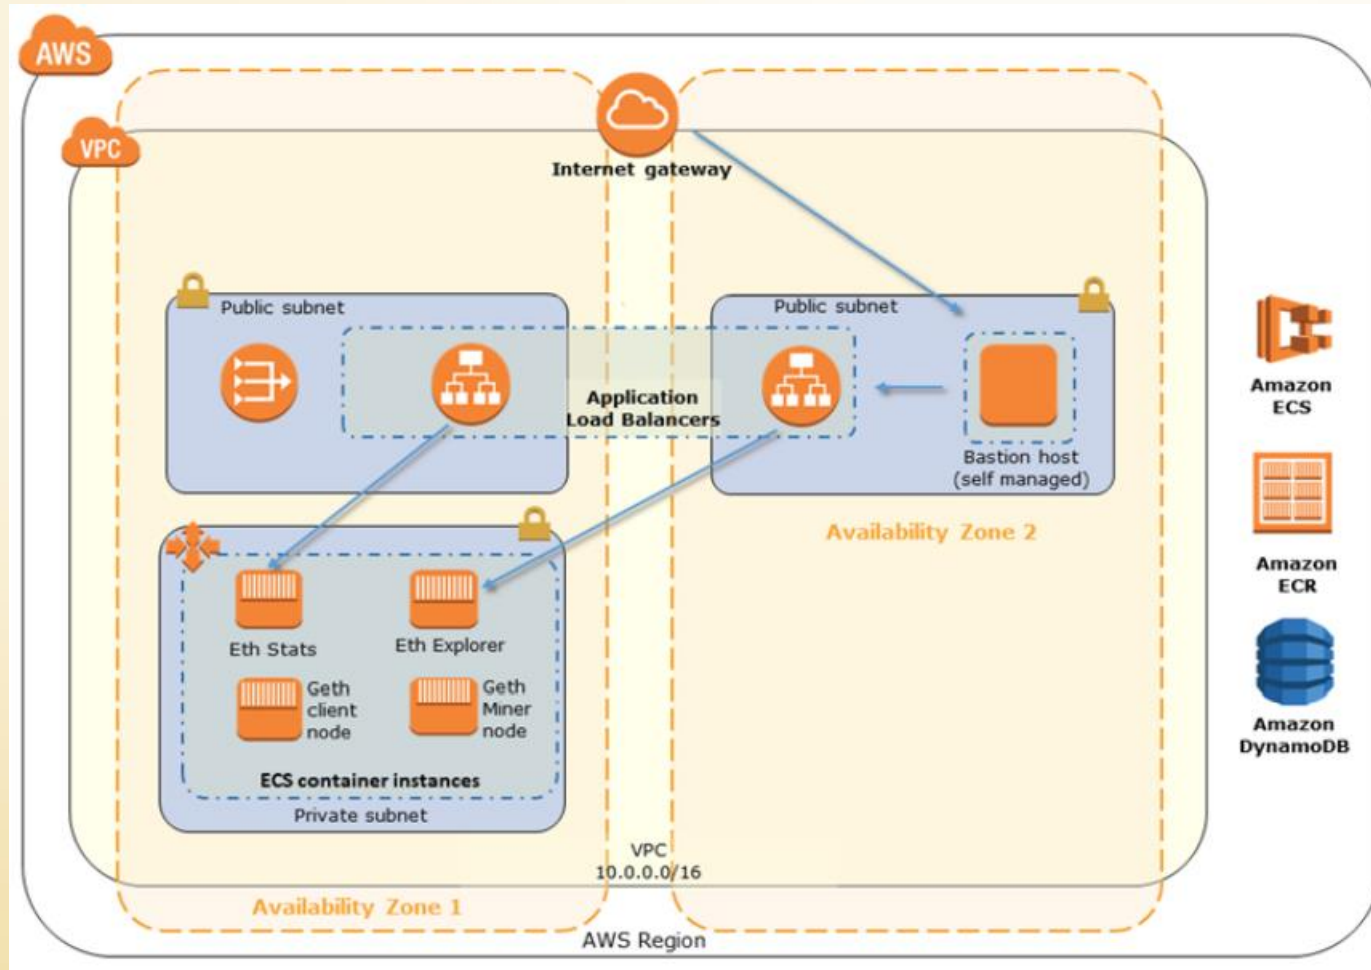 AWS
VPC
Internet gateway
Public subnet
Public subnet
Application
Load Balancers
Bastion host
(self managed)
Availability Zone 2
Eth Stats
Eth Explorer
Geth
client
node
Geth
Miner
node
ECS container instances
Private subnet
VPC
10.0.0.0/16
Availability Zone 1
AWS Region
Amazon
ECS
Amazon
ECR
Amazon
DynamoDB